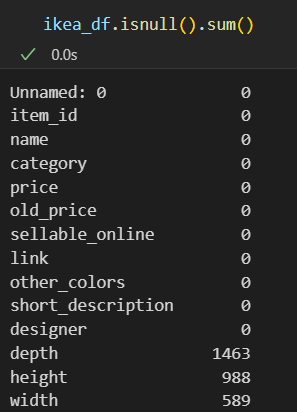 ikea_df.isnull().sum()
✓ 0.0s
Unnamed: 0 0
item_id 0
name 0
category 0
price 0
old_price 0
sellable_online 0
link 0
other_colors 0
short_description 0
designer 0
depth 1463
height 988
width 589